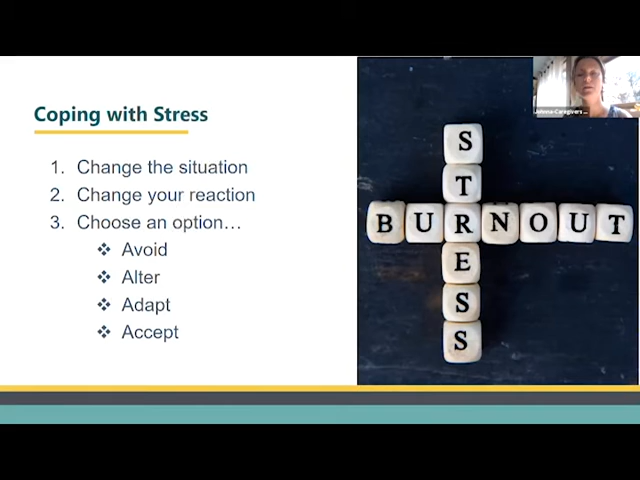 Coping with Stress
1. Change the situation
2. Change your reaction
3. Choose an option…
❖ Avoid
❖ Alter
❖ Adapt
❖ Accept
STRESS
BURNOUT